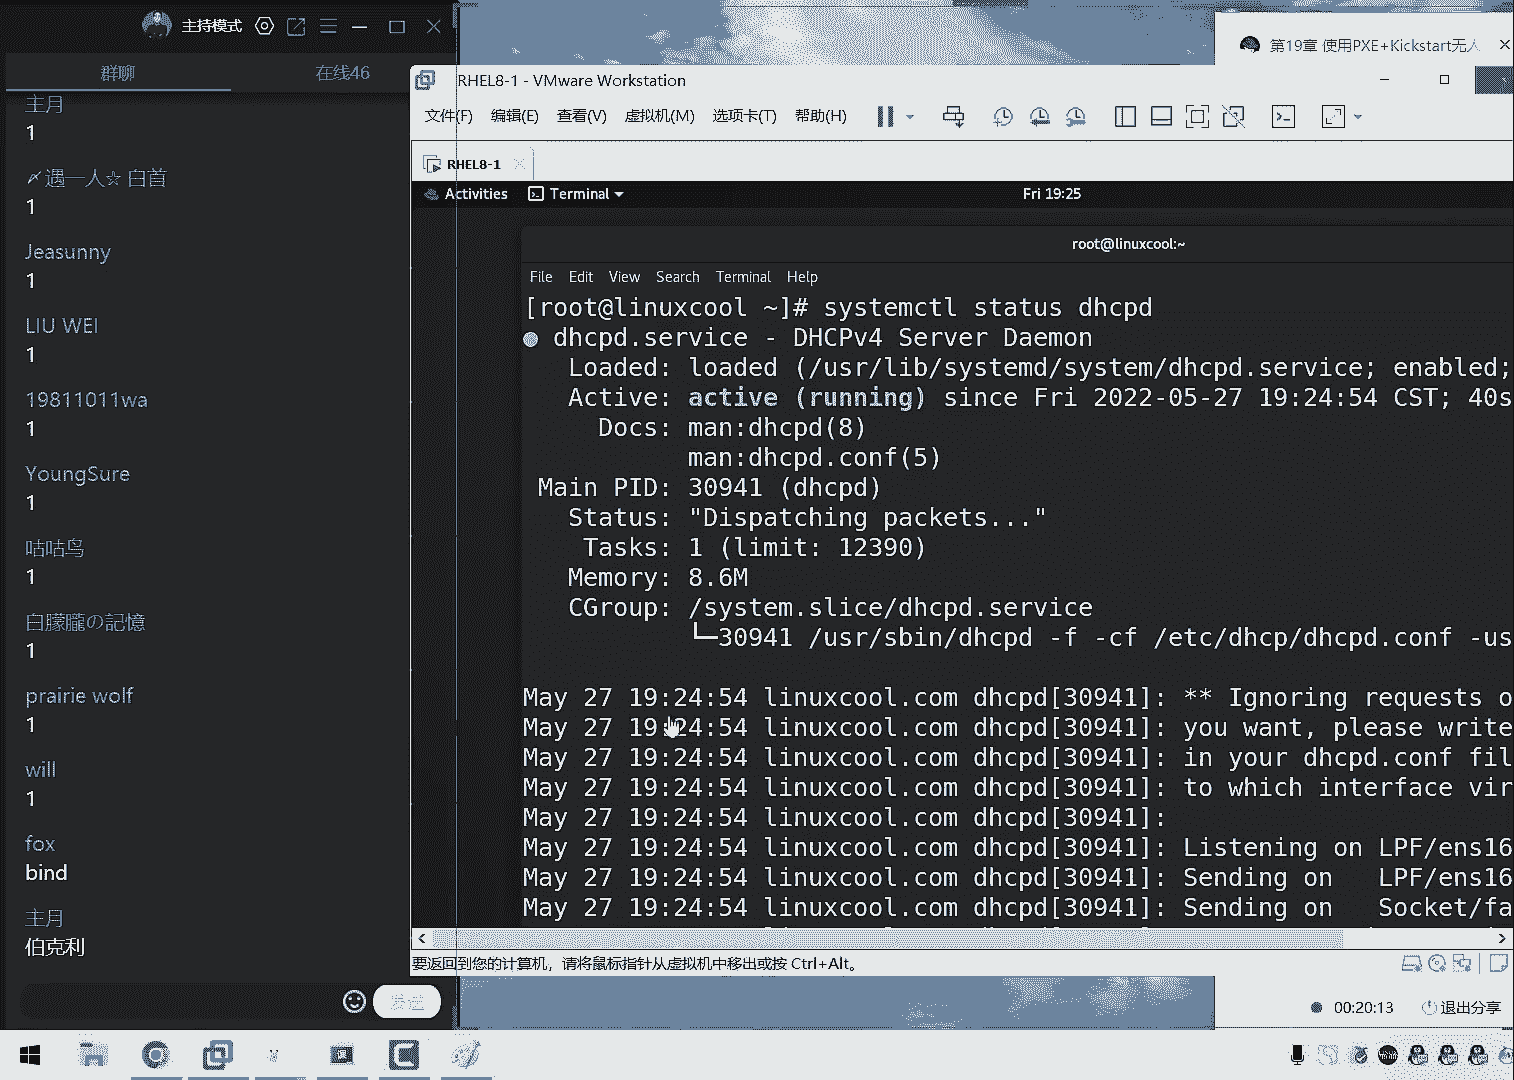 主持模式
群聊
在线46
主月
1
〆遇一人☆ 白首
1
Jeasunny
1
LIU WEI
1
19811011wa
1
YoungSure
1
咕咕鸟
1
白朦朧の記憶
1
prairie wolf
1
will
1
fox
bind
主月
伯克利
发送
第19章 使用PXE+Kickstart无人
RHEL8-1 - VMware Workstation
文件(F) 编辑(E) 查看(V) 虚拟机(M) 选项卡(T) 帮助(H)
RHEL8-1
Activities Terminal Fri 19:25
root@linuxcool:~
File Edit View Search Terminal Help
[root@linuxcool ~]# systemctl status dhcpd
● dhcpd.service - DHCPv4 Server Daemon
Loaded: loaded (/usr/lib/systemd/system/dhcpd.service; enabled;
Active: active (running) since Fri 2022-05-27 19:24:54 CST; 40s
Docs: man:dhcpd(8)
man:dhcpd.conf(5)
Main PID: 30941 (dhcpd)
Status: "Dispatching packets..."
Tasks: 1 (limit: 12390)
Memory: 8.6M
CGroup: /system.slice/dhcpd.service
└─30941 /usr/sbin/dhcpd -f -cf /etc/dhcp/dhcpd.conf -us
May 27 19:24:54 linuxcool.com dhcpd[30941]: ** Ignoring requests o
May 27 19:24:54 linuxcool.com dhcpd[30941]: you want, please write
May 27 19:24:54 linuxcool.com dhcpd[30941]: in your dhcpd.conf fil
May 27 19:24:54 linuxcool.com dhcpd[30941]: to which interface vir
May 27 19:24:54 linuxcool.com dhcpd[30941]:
May 27 19:24:54 linuxcool.com dhcpd[30941]: Listening on LPF/ens16
May 27 19:24:54 linuxcool.com dhcpd[30941]: Sending on LPF/ens16
May 27 19:24:54 linuxcool.com dhcpd[30941]: Sending on Socket/fa
要返回到您的计算机，请将鼠标指针从虚拟机中移出或按 Ctrl+Alt。
00:20:13 退出分享